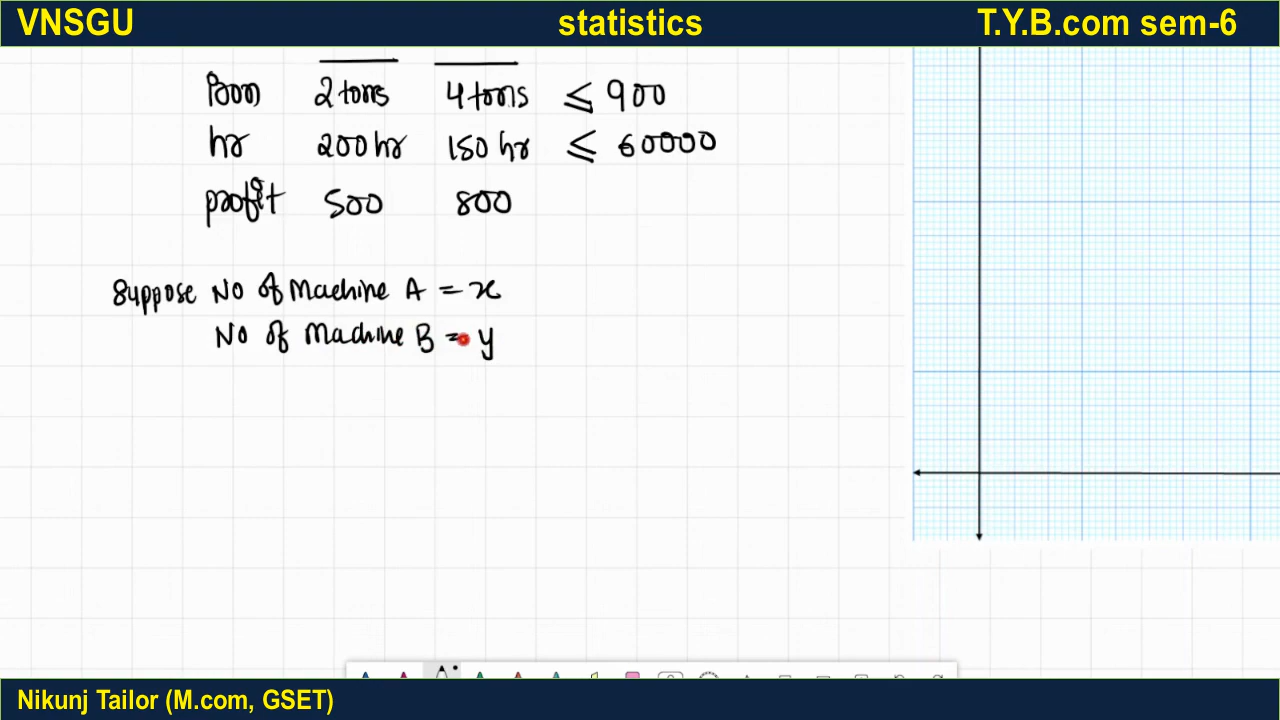 VNSGU statistics T.Y.B.com sem-6
2 tons 4 tons ≤ 900
hr 200 hr 150 hr ≤ 60000
profit 500 800
Suppose No of Machine A = x
No of Machine B = y
Nikunj Tailor (M.com, GSET)